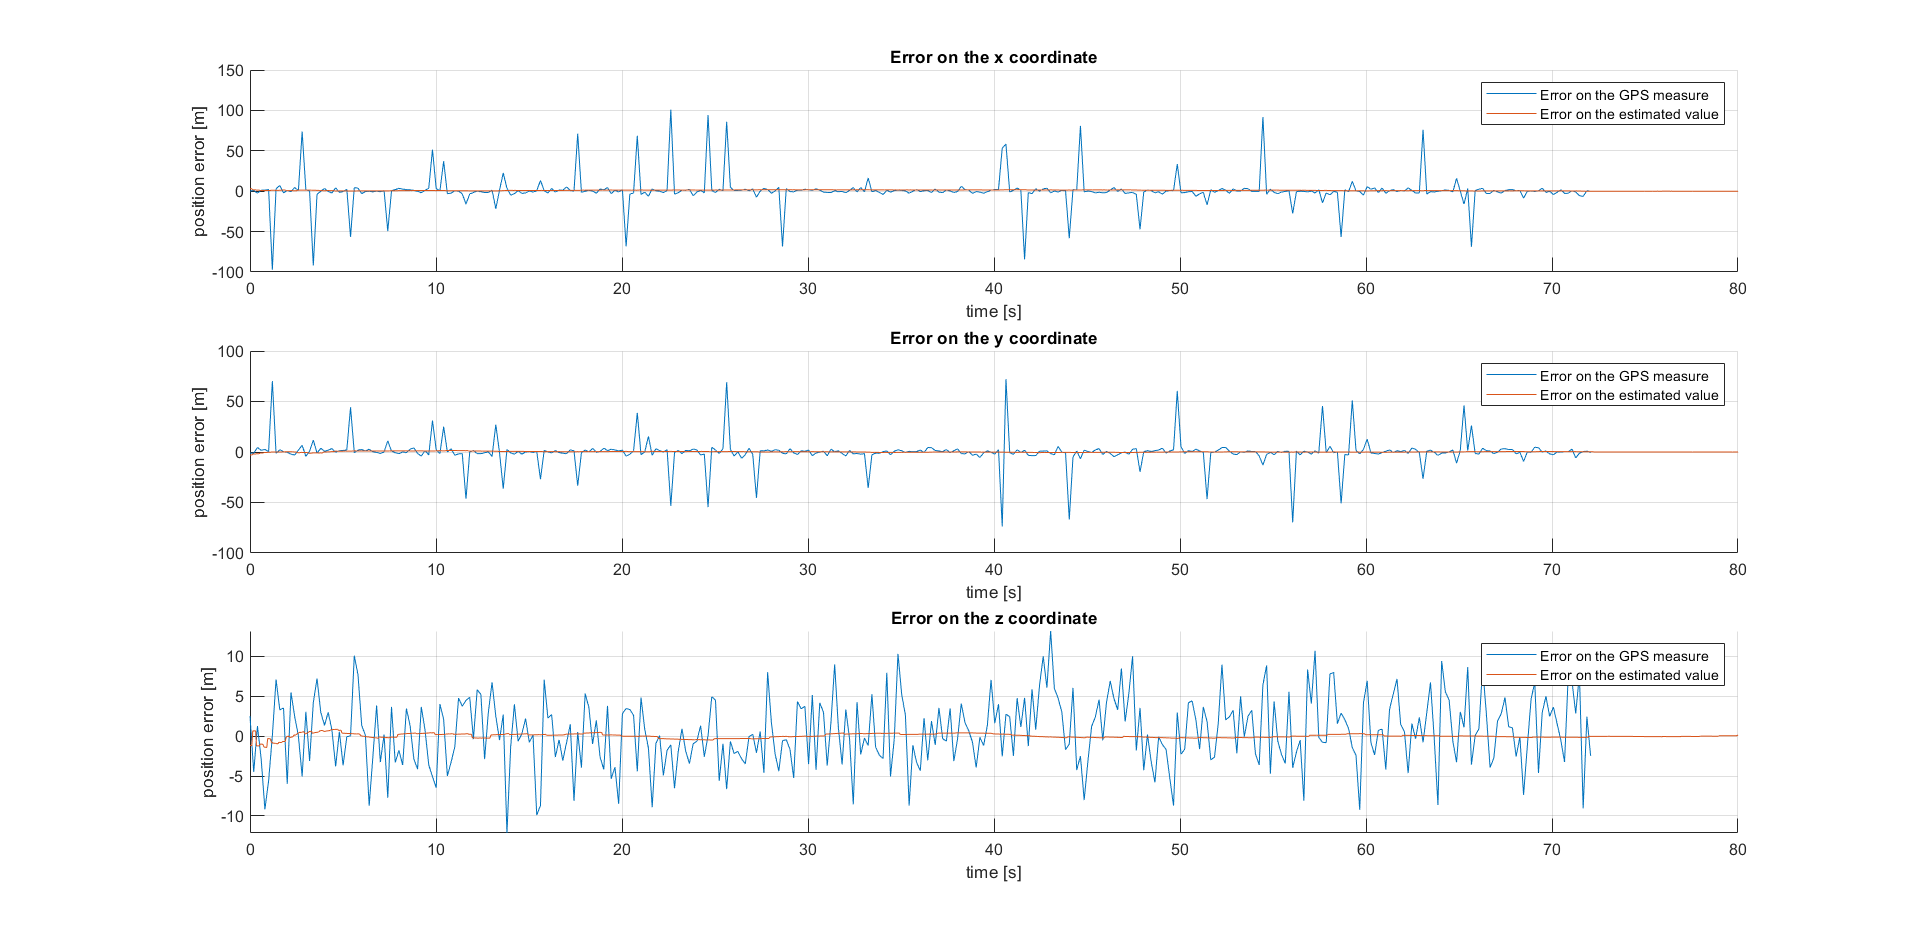 Error on the x coordinate
150
100
50
0
-50
-100
position error [m]
Error on the GPS measure
Error on the estimated value
0 10 20 30 40 50 60 70 80
time [s]
Error on the y coordinate
100
50
0
-50
-100
position error [m]
Error on the GPS measure
Error on the estimated value
0 10 20 30 40 50 60 70 80
time [s]
Error on the z coordinate
10
5
0
-5
-10
position error [m]
Error on the GPS measure
Error on the estimated value
0 10 20 30 40 50 60 70 80
time [s]